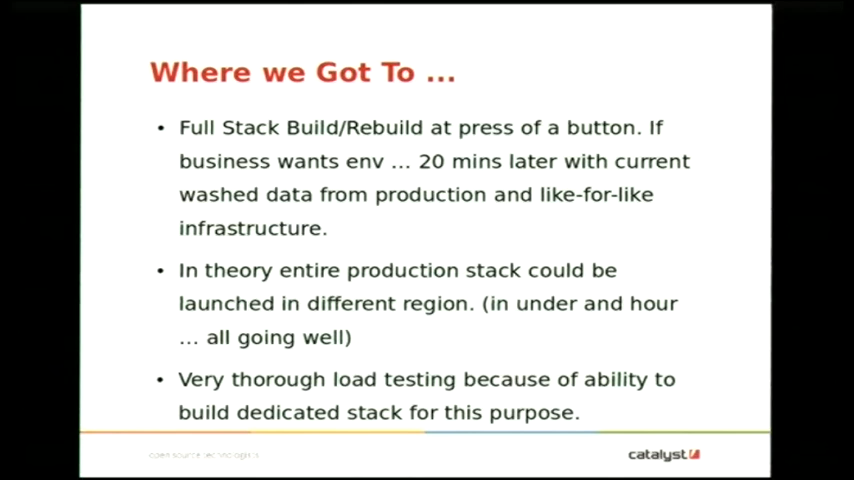 Where we Got To ...
• Full Stack Build/Rebuild at press of a button. If
business wants env ... 20 mins later with current
washed data from production and like-for-like
infrastructure.
• In theory entire production stack could be
launched in different region. (in under and hour
... all going well)
• Very thorough load testing because of ability to
build dedicated stack for this purpose.
open source technologists
catalyst